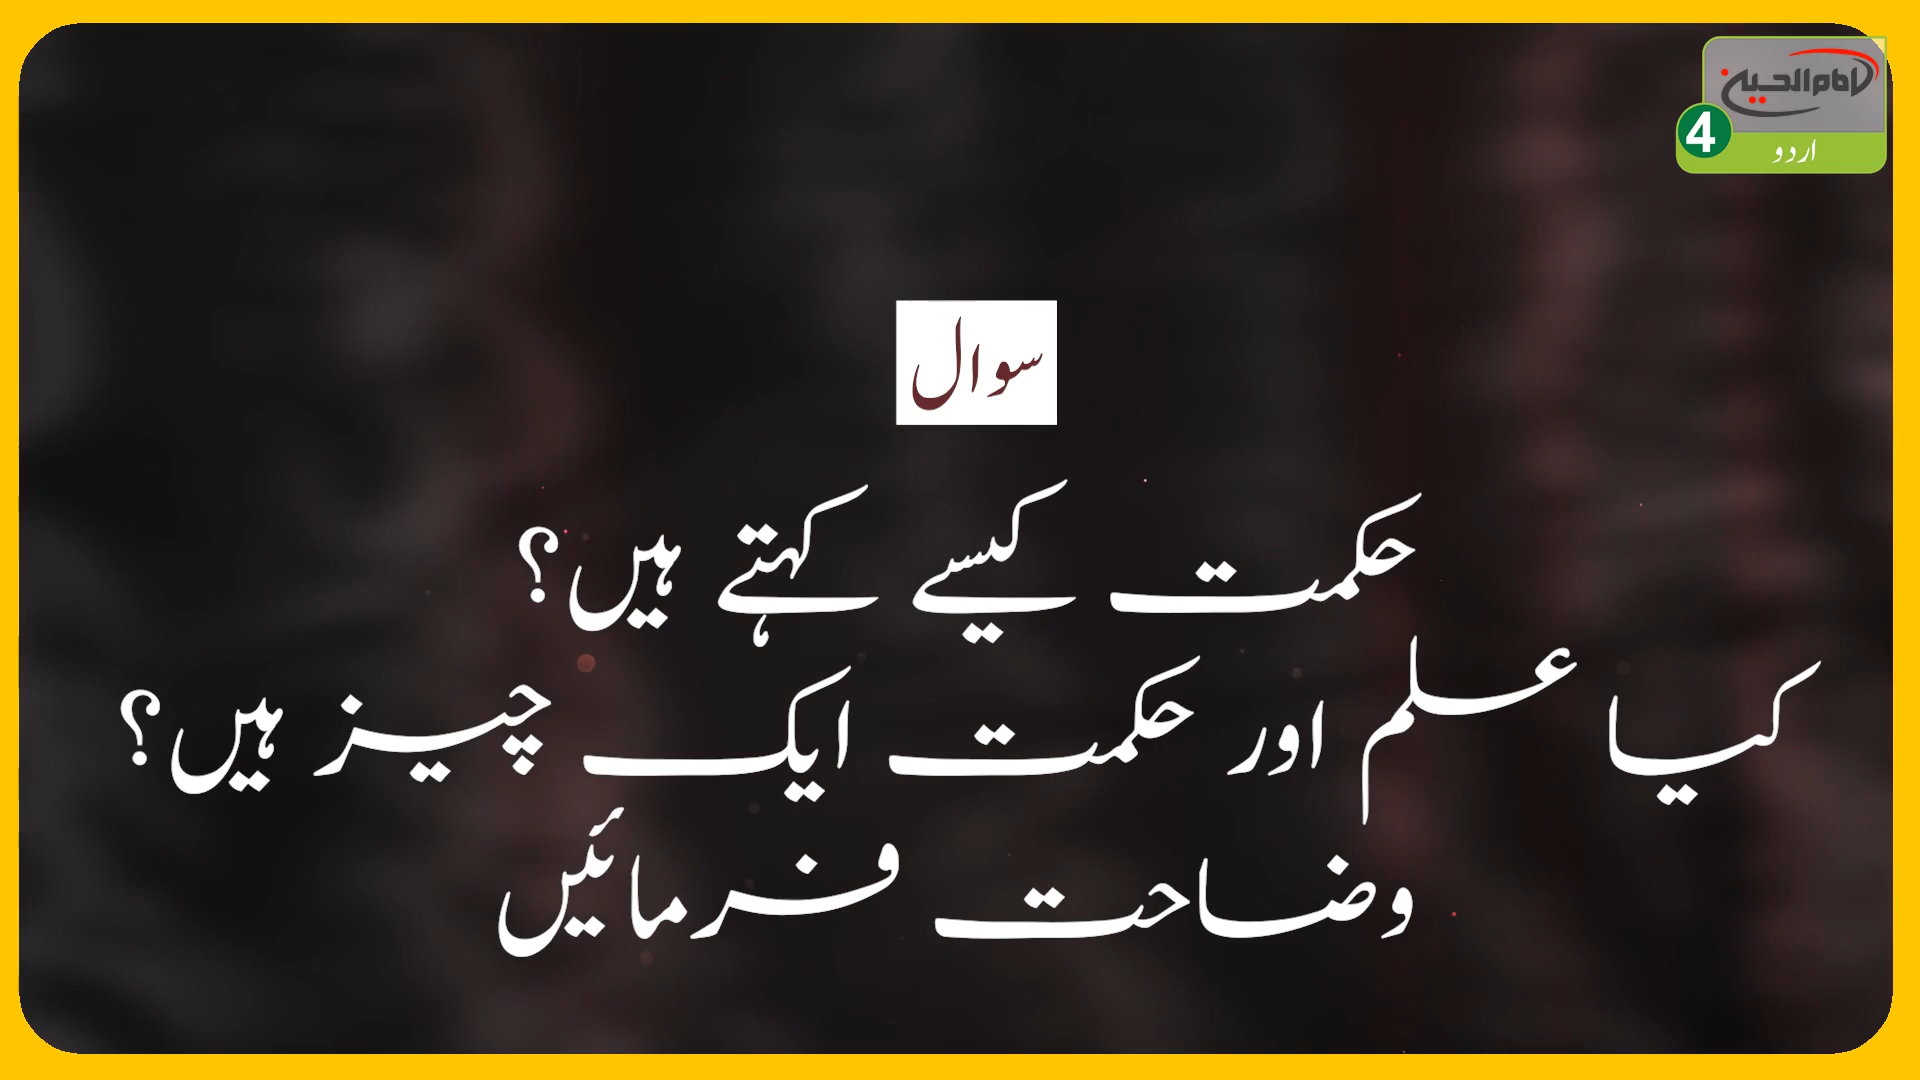 امام الحسین
4
اردو
سوال
حکمت کیسے کہتے ہیں؟
کیا علم اور حکمت ایک چیز ہیں؟
وضاحت فرمائیں